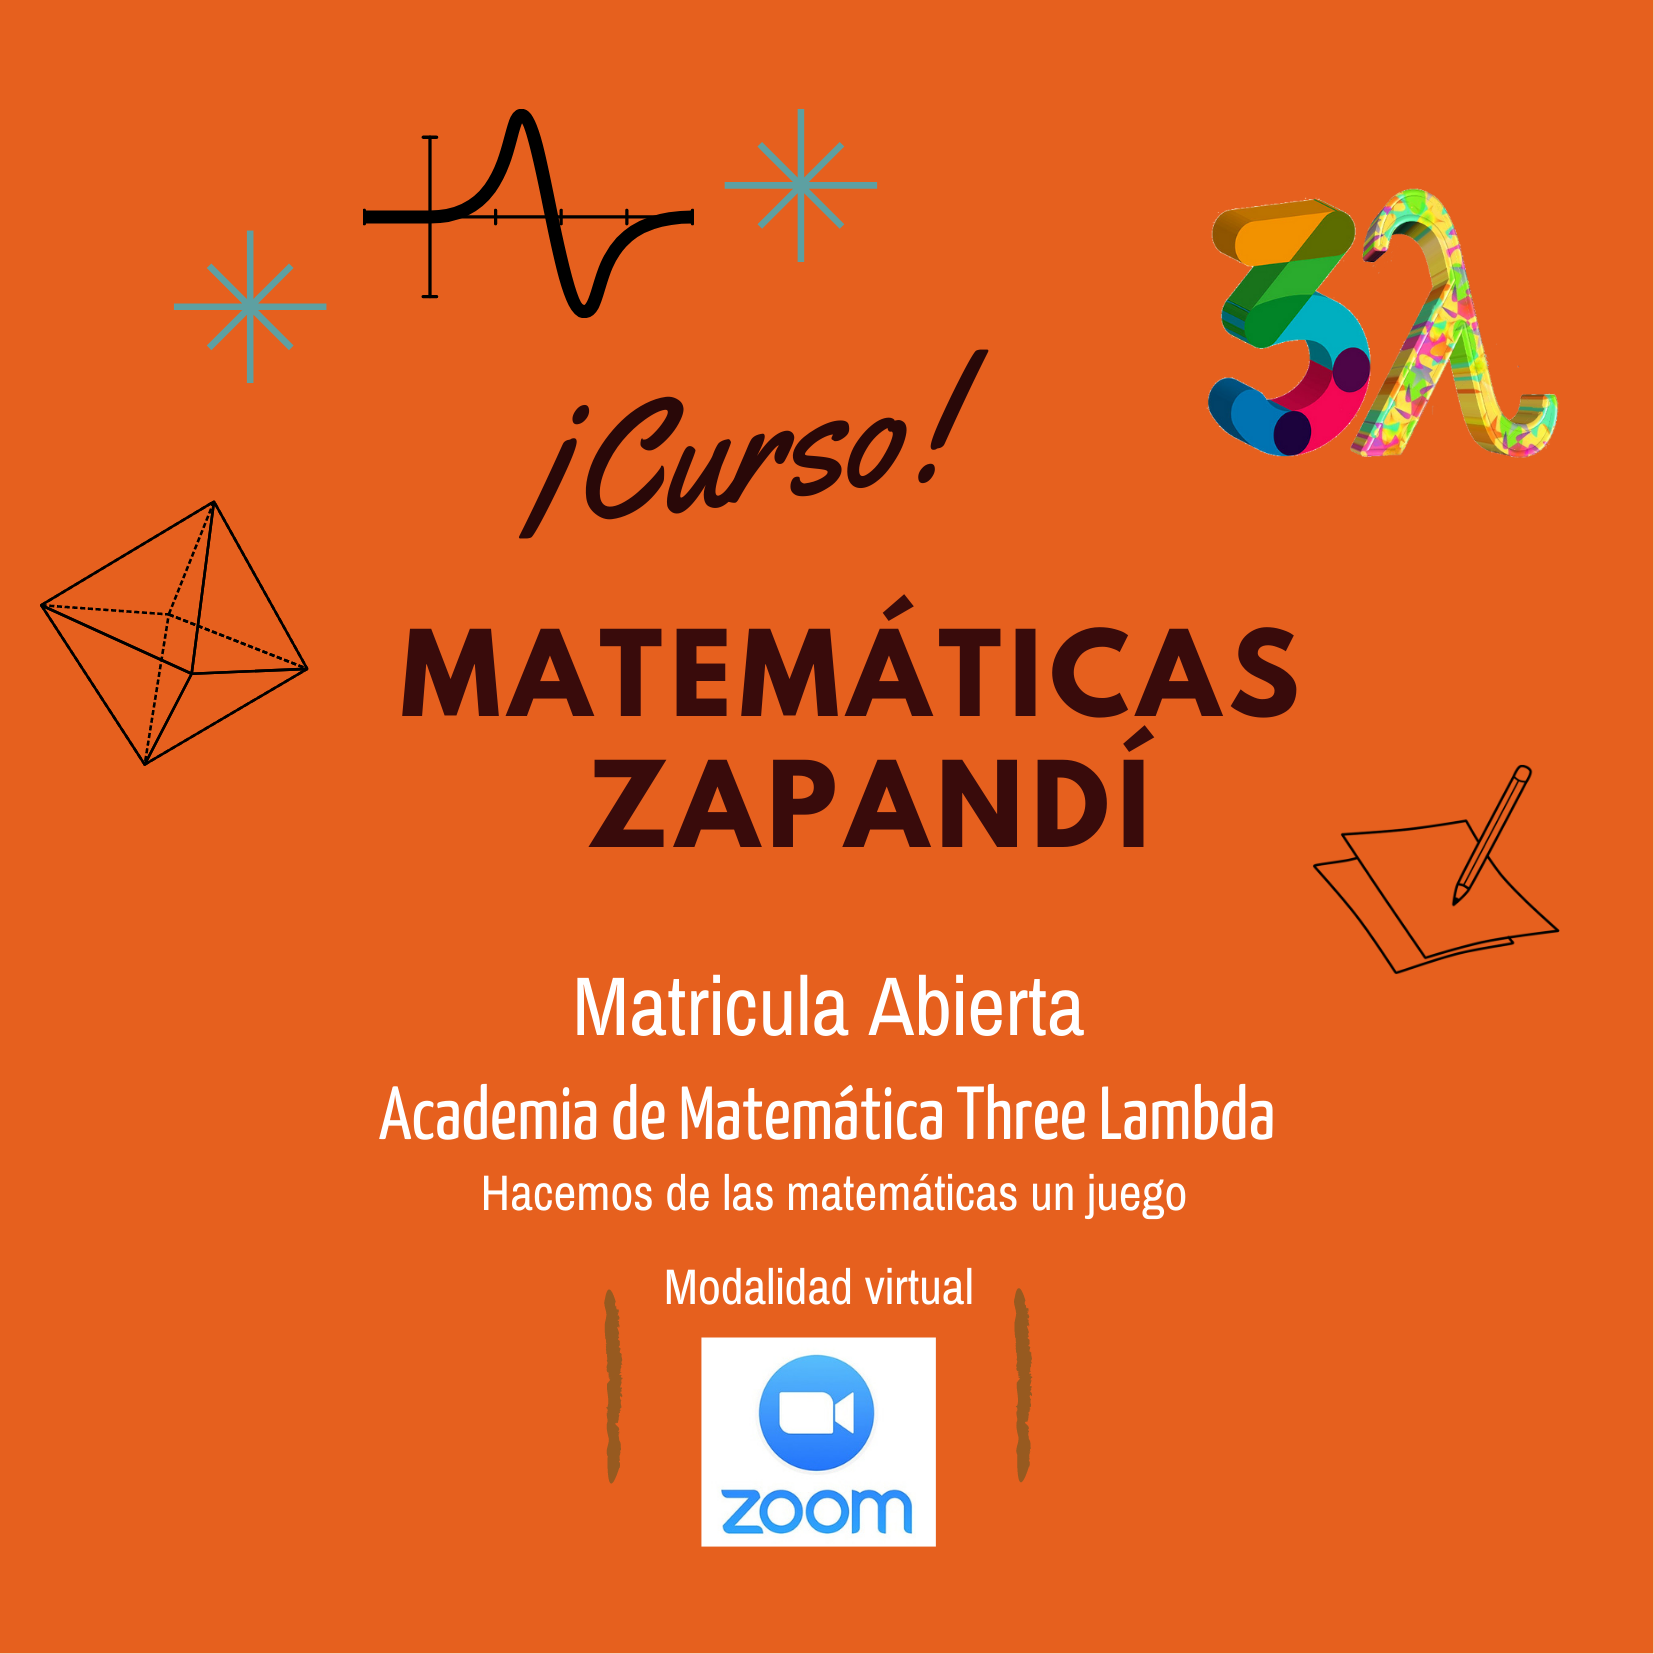 3λ
¡Curso!
MATEMÁTICAS
ZAPANDÍ
Matricula Abierta
Academia de Matemática Three Lambda
Hacemos de las matemáticas un juego
Modalidad virtual
zoom